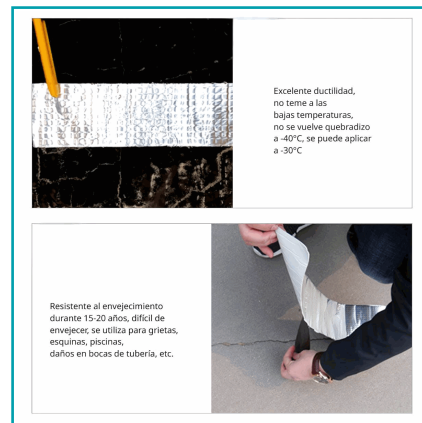 Excelente ductilidad,
no teme a las
bajas temperaturas,
no se vuelve quebradizo
a -40°C, se puede aplicar
a -30°C
Resistente al envejecimiento
durante 15-20 años, difícil de
envejecer, se utiliza para grietas,
esquinas, piscinas,
daños en bocas de tubería, etc.